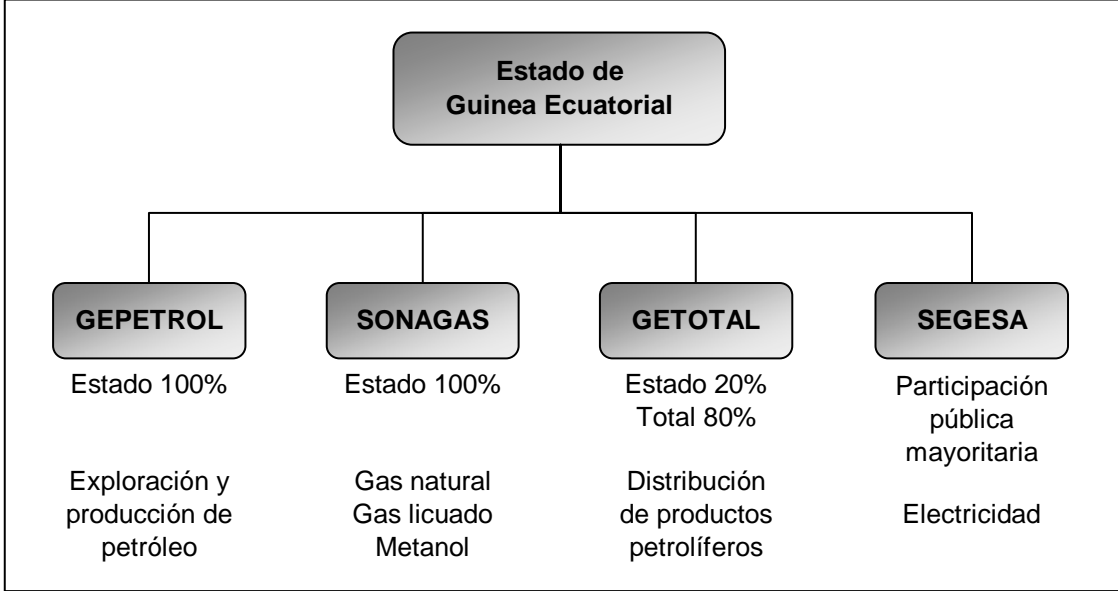 Estado de
Guinea Ecuatorial
GEPETROL
Estado 100%
Exploración y
producción de
petróleo
SONAGAS
Estado 100%
Gas natural
Gas licuado
Metanol
GETOTAL
Estado 20%
Total 80%
Distribución
de productos
petrolíferos
SEGESA
Participación
pública
mayoritaria
Electricidad